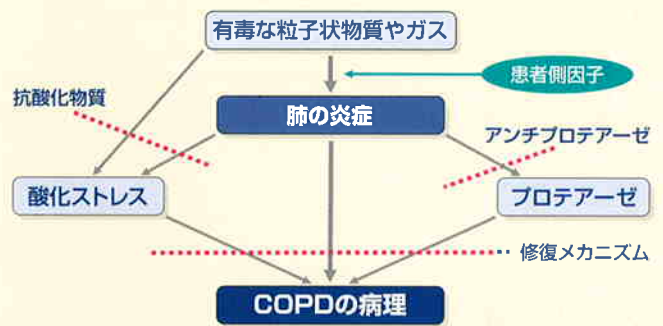 有毒な粒子状物質やガス
患者側因子
抗酸化物質
肺の炎症
アンチプロテアーゼ
酸化ストレス
プロテアーゼ
修復メカニズム
COPDの病理